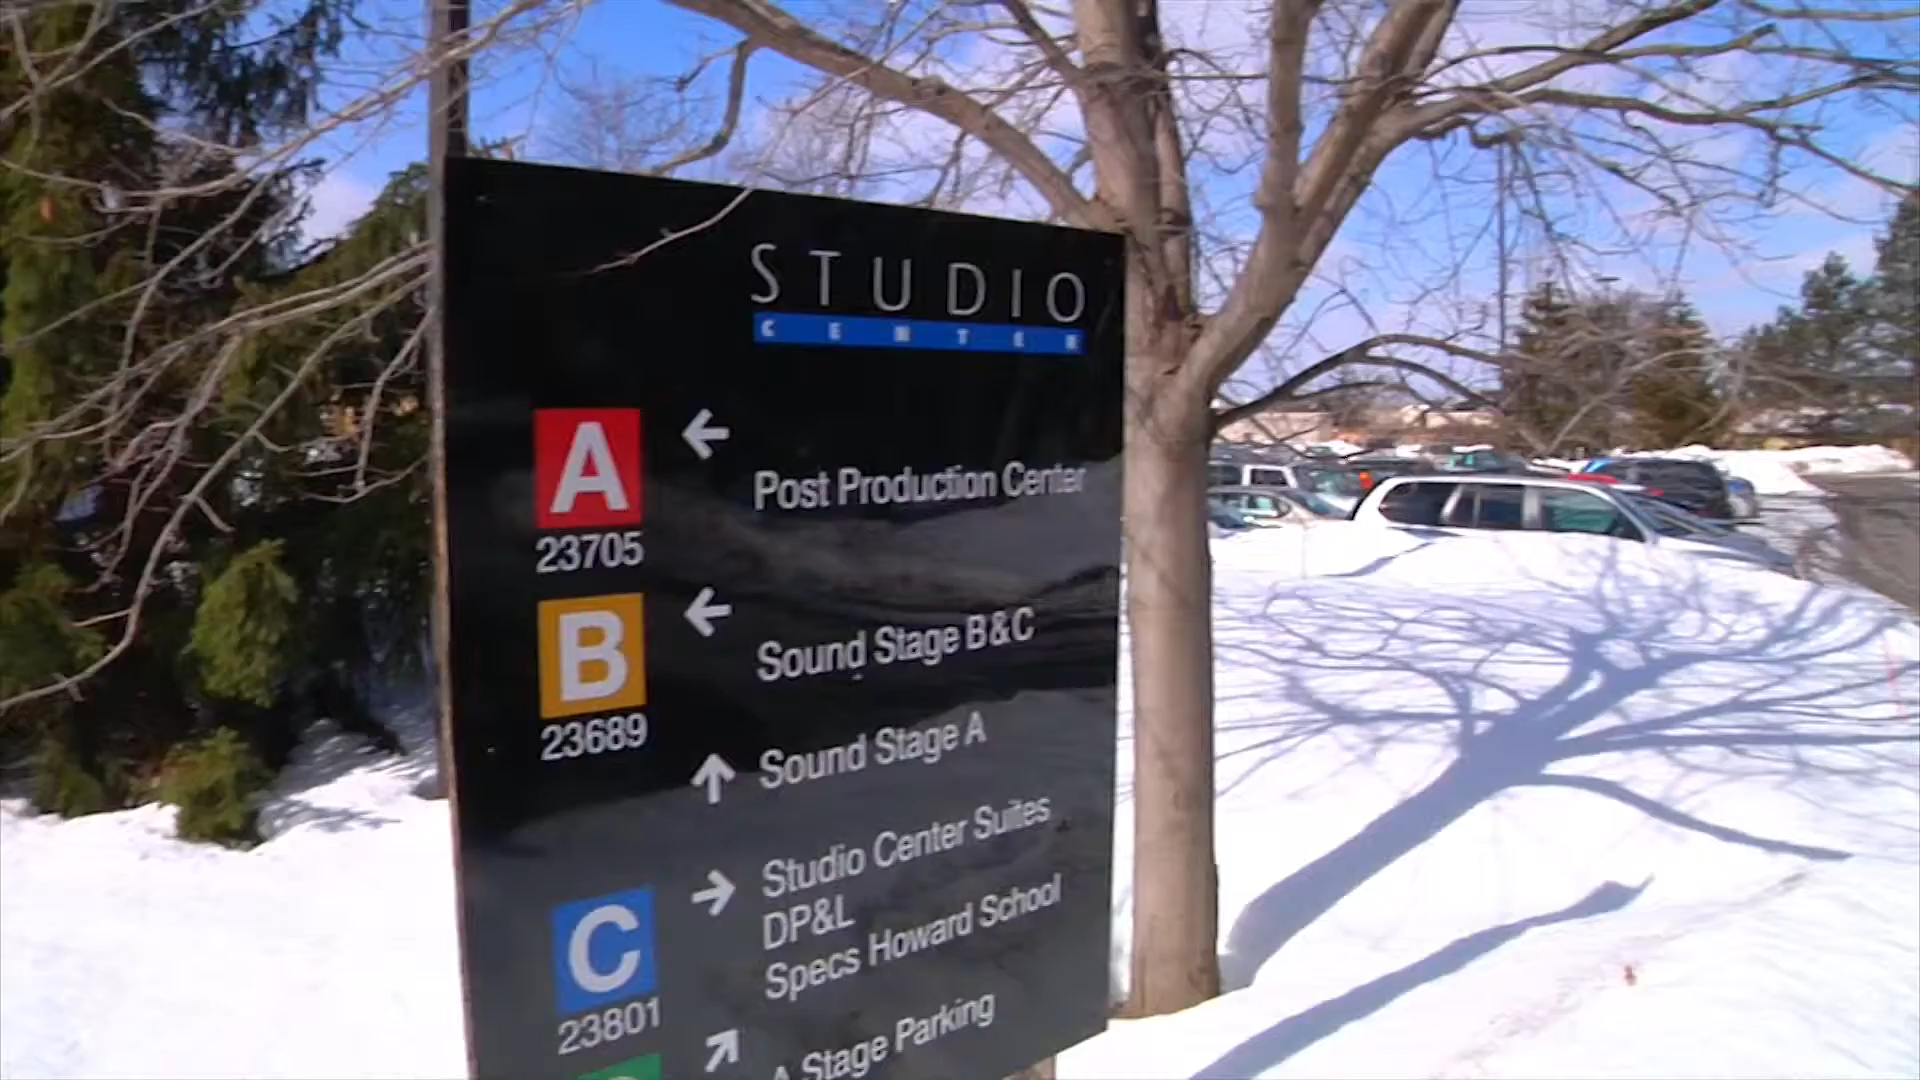 STUDIO
CENTER
A
Post Production Center
23705
B
Sound Stage B&C
23689
Sound Stage A
Studio Center Suites
C
DP&L
Specs Howard School
23801
A Stage Parking